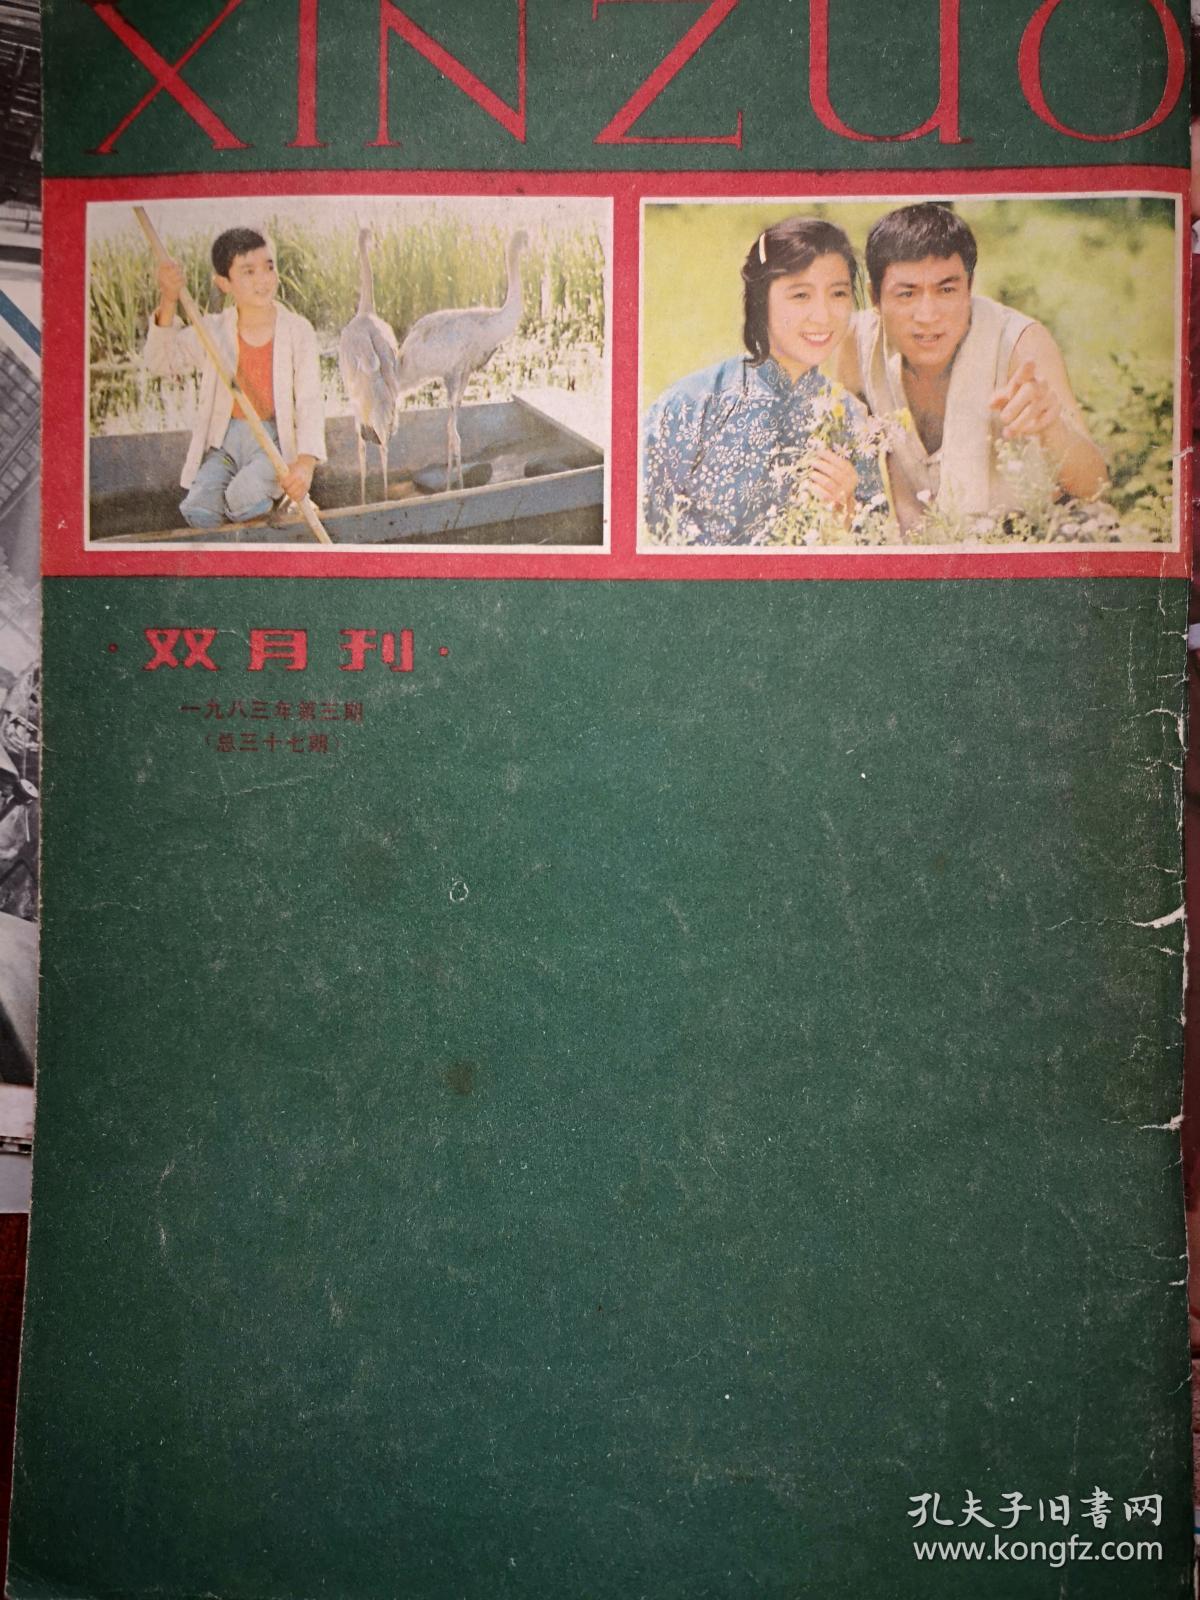 XINZUO
·双月刊·
一九八三年第三期
（总三十七期）
孔夫子旧書网
www.kongfz.com